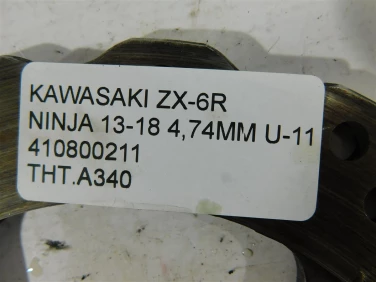 KAWASAKI ZX-6R
NINJA 13-18 4,74MM U-11
410800211
THT.A340